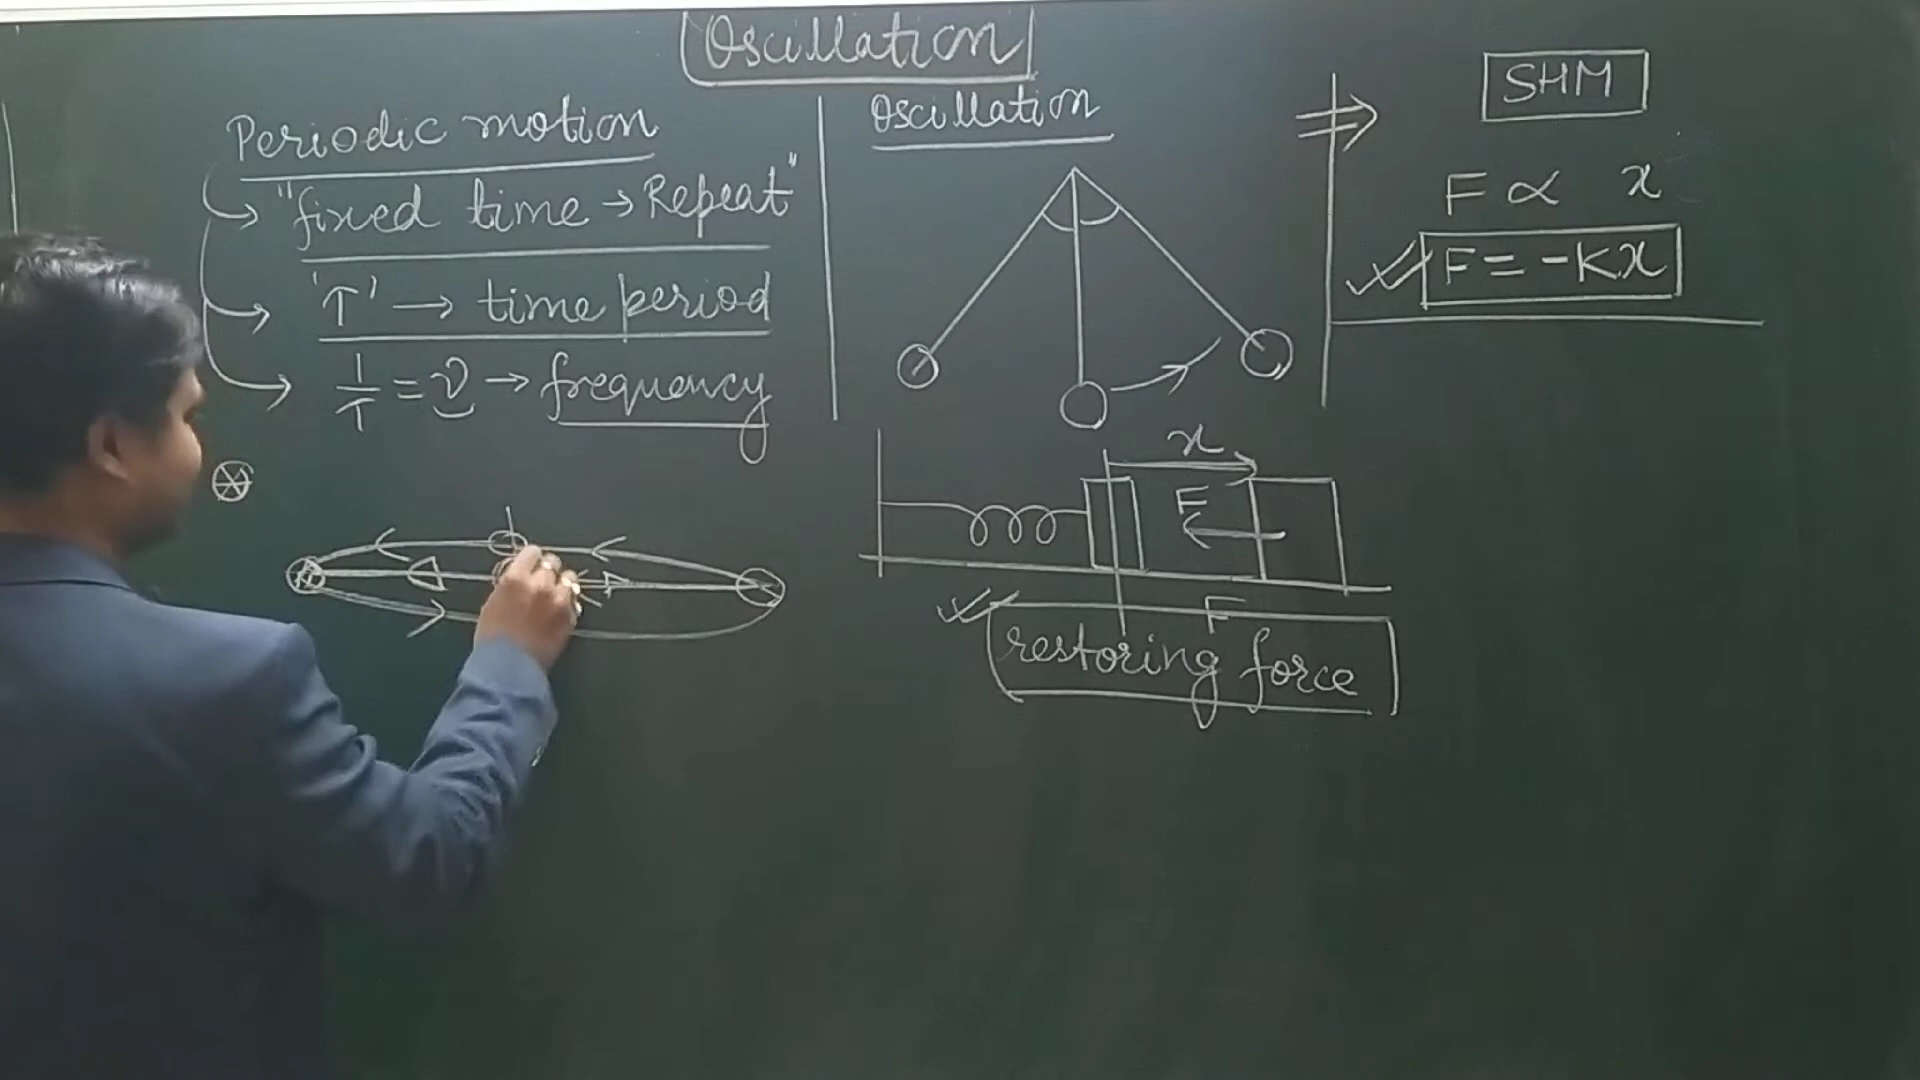 Oscillation
Periodic motion
"fixed time → Repeat"
'T' → time period
1/T = ν → frequency
Oscillation
x
F
F
restoring force
⇒ SHM
F ∝ x
F = -Kx